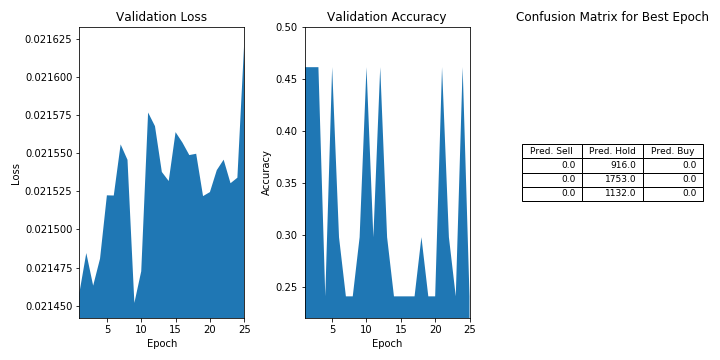 Validation Loss
0.021625
0.021600
0.021575
0.021550
0.021525
0.021500
0.021475
0.021450
Loss
5 10 15 20 25
Epoch
Validation Accuracy
0.50
0.45
0.40
0.35
0.30
0.25
Accuracy
5 10 15 20 25
Epoch
Confusion Matrix for Best Epoch
Pred. Sell Pred. Hold Pred. Buy
0.0 916.0 0.0
0.0 1753.0 0.0
0.0 1132.0 0.0